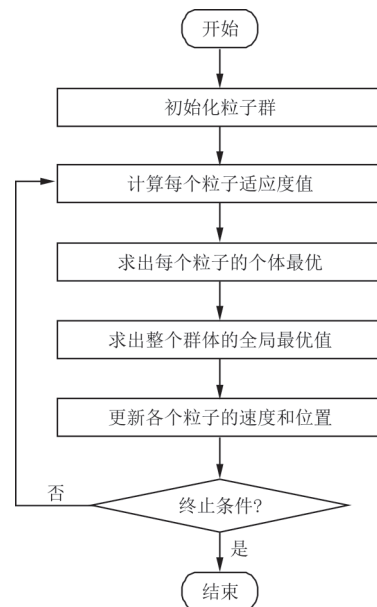 开始
初始化粒子群
计算每个粒子适应度值
求出每个粒子的个体最优
求出整个群体的全局最优值
更新各个粒子的速度和位置
否
终止条件?
是
结束